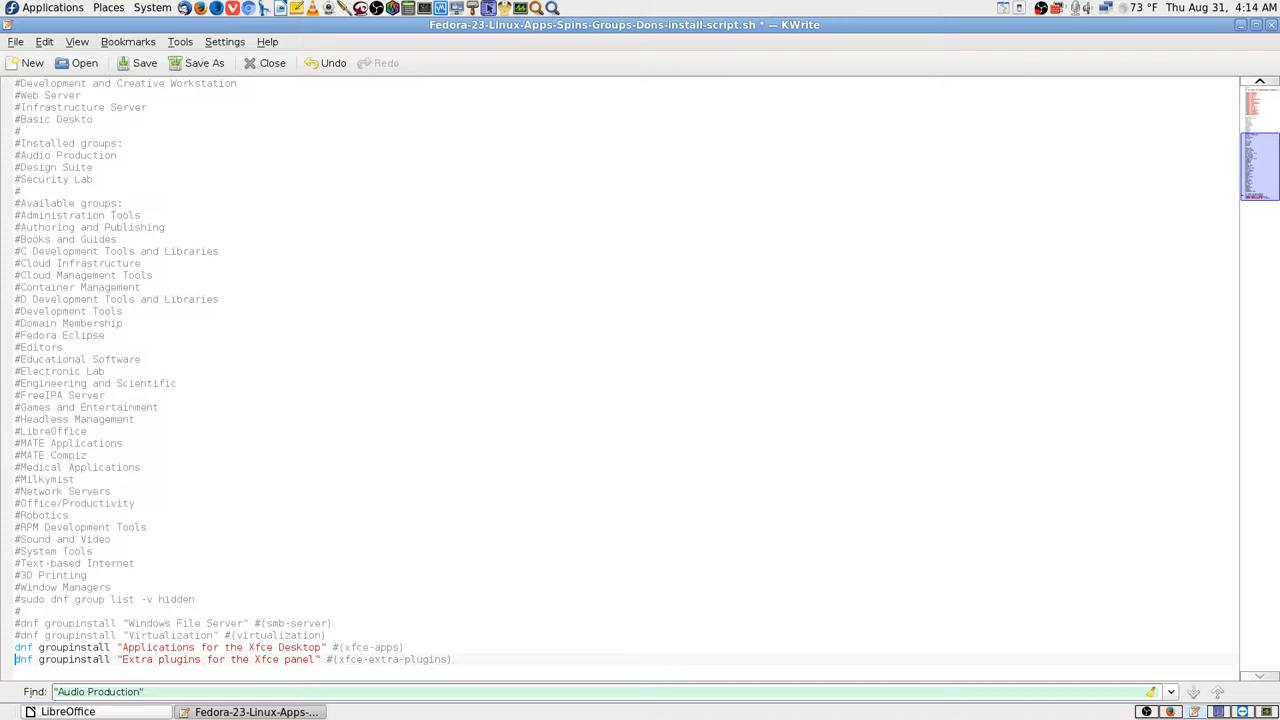 Applications Places System 73 °F Thu Aug 31, 4:14 AM
Fedora-23-Linux-Apps-Spins-Groups-Dons-install-script.sh * — KWrite
File Edit View Bookmarks Tools Settings Help
New Open Save Save As Close Undo Redo
#Development and Creative Workstation
#Web Server
#Infrastructure Server
#Basic Deskto
#
#Installed groups:
#Audio Production
#Design Suite
#Security Lab
#
#Available groups:
#Administration Tools
#Authoring and Publishing
#Books and Guides
#C Development Tools and Libraries
#Cloud Infrastructure
#Cloud Management Tools
#Container Management
#D Development Tools and Libraries
#Development Tools
#Domain Membership
#Fedora Eclipse
#Editors
#Educational Software
#Electronic Lab
#Engineering and Scientific
#FreeIPA Server
#Games and Entertainment
#Headless Management
#LibreOffice
#MATE Applications
#MATE Compiz
#Medical Applications
#Milkymist
#Network Servers
#Office/Productivity
#Robotics
#RPM Development Tools
#Sound and Video
#System Tools
#Text-based Internet
#3D Printing
#Window Managers
#sudo dnf group list -v hidden
#
#dnf groupinstall "Windows File Server" #(smb-server)
#dnf groupinstall "Virtualization" #(virtualization)
dnf groupinstall "Applications for the Xfce Desktop" #(xfce-apps)
dnf groupinstall "Extra plugins for the Xfce panel" #(xfce-extra-plugins)
Find: "Audio Production"
LibreOffice Fedora-23-Linux-Apps-...